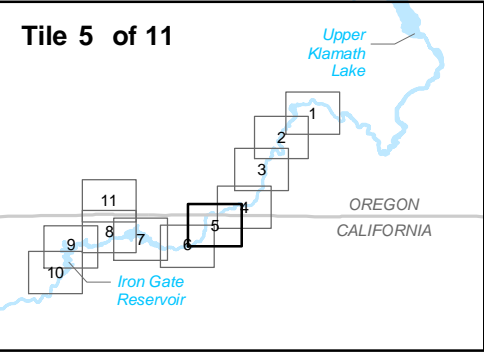 Tile 5 of 11
Upper
Klamath
Lake
1
2
3
4
5
6
7
8
9
10
11
OREGON
CALIFORNIA
Iron Gate
Reservoir